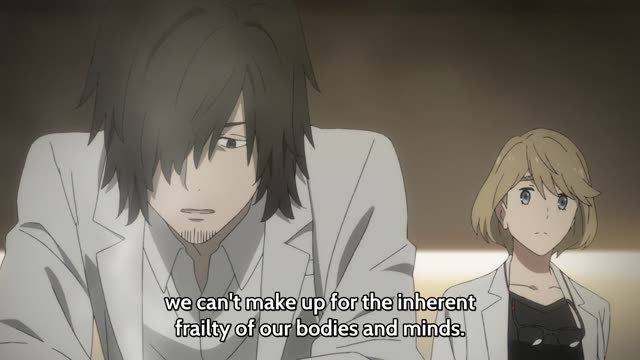 we can't make up for the inherent
frailty of our bodies and minds.